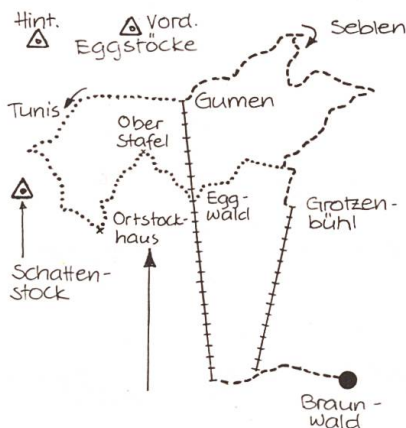 Hint.
Vord.
Eggstöcke
Seblen
Tunis
Gumen
Ober
Stafel
Egg-
wald
Grotzen-
bühl
Ortstock-
haus
Schatten-
stock
Braun-
wald